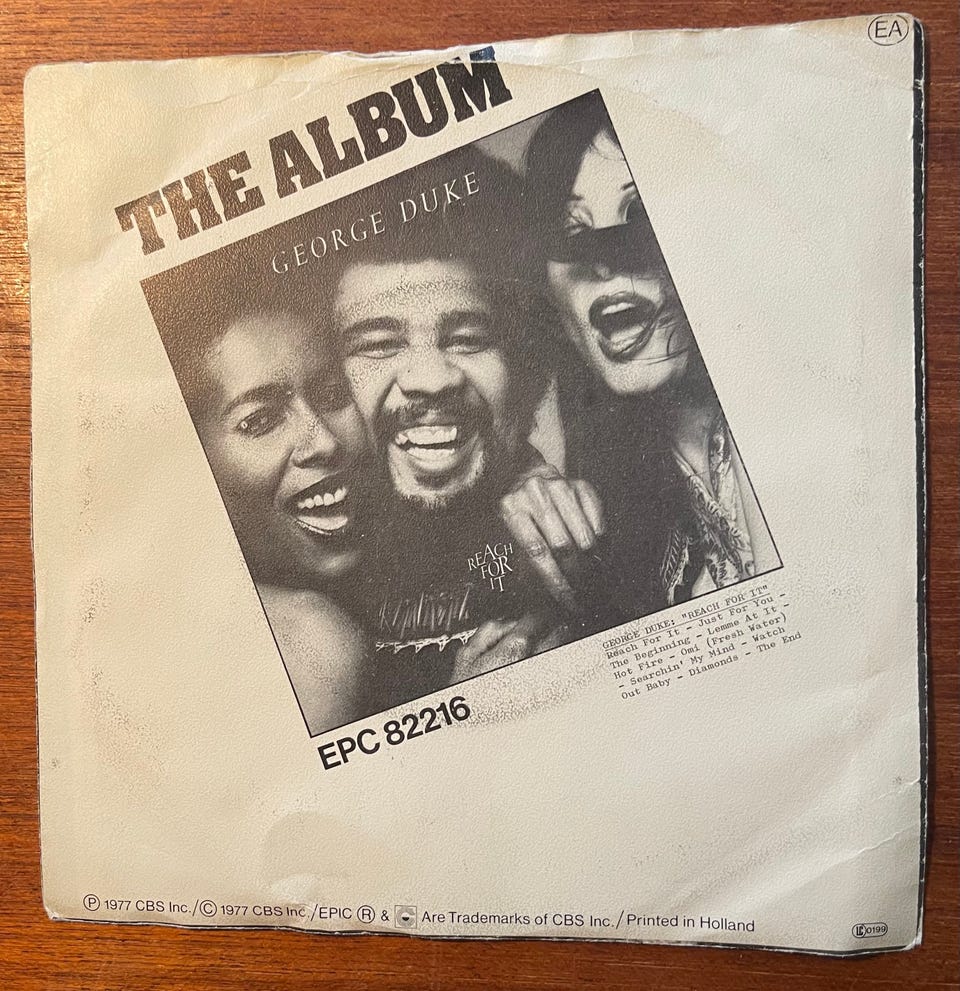 EA
THE ALBUM
GEORGE DUKE
REACH
FOR
IT
GEORGE DUKE: "REACH FOR IT"
Reach For It - Just For You -
The Beginning - Lemme At It -
Hot Fire - Omi (Fresh Water)
- Searchin' My Mind - Watch
Out Baby - Diamonds - The End
EPC 82216
Ⓟ 1977 CBS Inc./Ⓒ 1977 CBS Inc./EPIC Ⓡ & Are Trademarks of CBS Inc./Printed in Holland
LC 0199